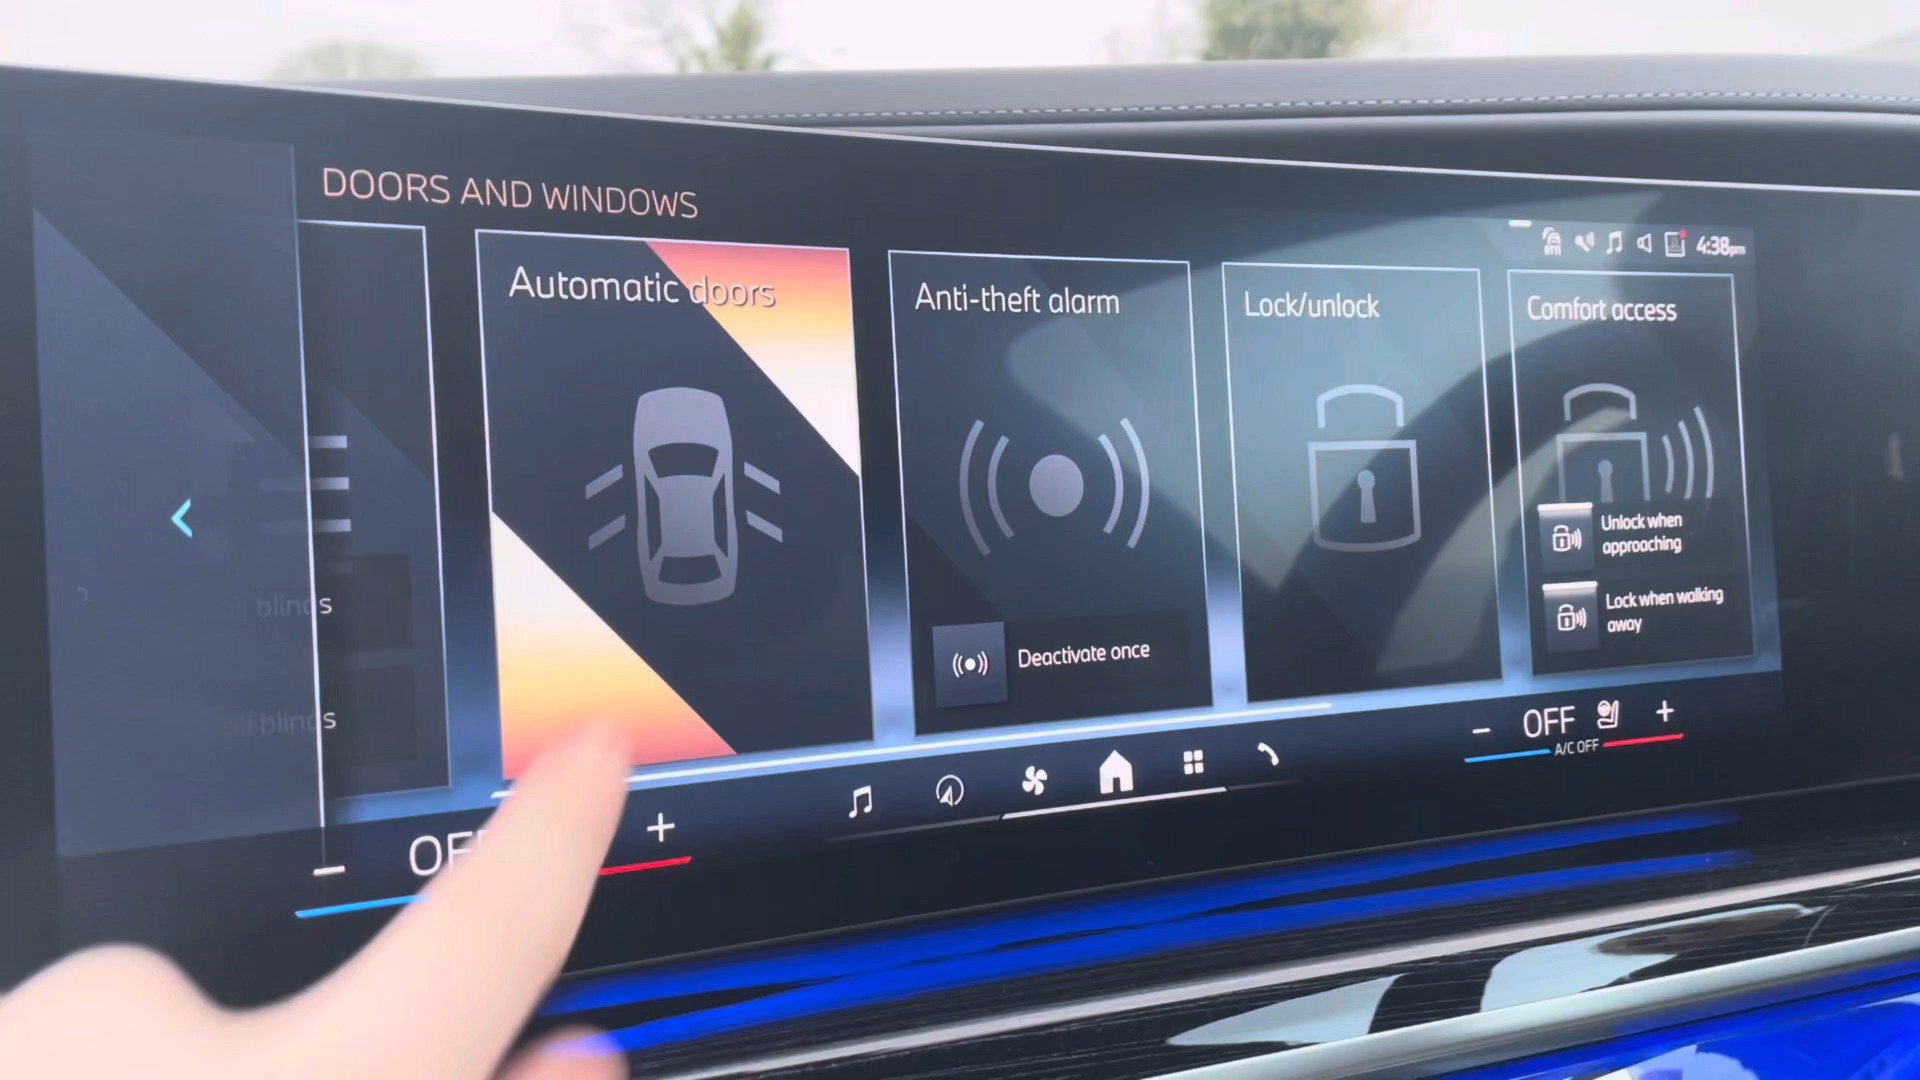 DOORS AND WINDOWS
4:38pm
Automatic doors
Anti-theft alarm
Lock/unlock
Comfort access
Unlock when
approaching
blinds
Lock when walking
away
Deactivate once
blinds
OFF
A/C OFF